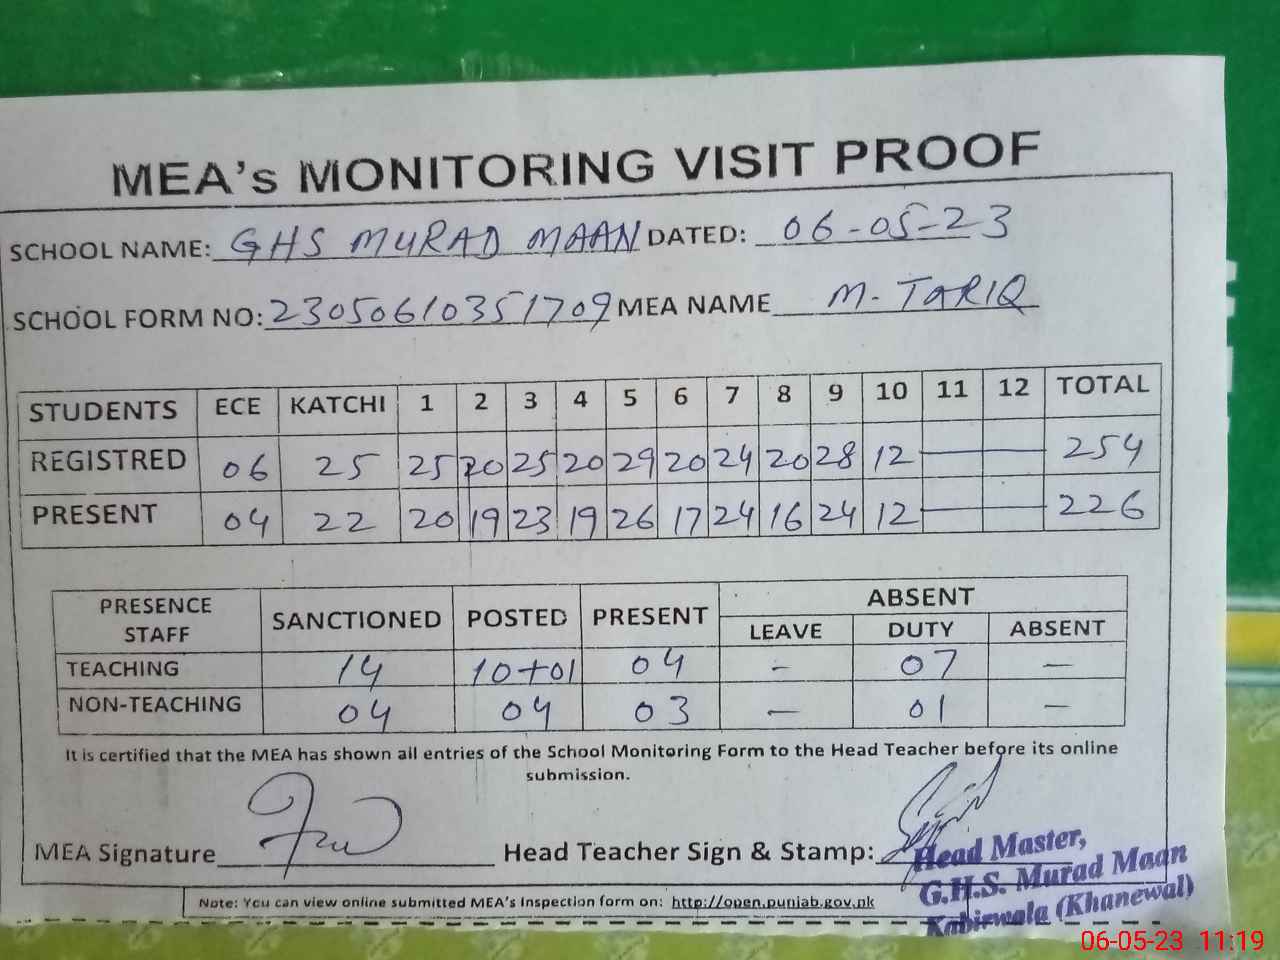 MEA's MONITORING VISIT PROOF
SCHOOL NAME: GHS MURAD MAAN DATED: 06-05-23
SCHOOL FORM NO: 23050610351709 MEA NAME M. TARIQ
STUDENTS ECE KATCHI 1 2 3 4 5 6 7 8 9 10 11 12 TOTAL
REGISTRED 06 25 25 20 25 20 29 20 24 20 28 12 — — 254
PRESENT 04 22 20 19 23 19 26 17 24 16 24 12 — — 226
PRESENCE STAFF SANCTIONED POSTED PRESENT ABSENT
LEAVE DUTY ABSENT
TEACHING 14 10+01 04 - 07 —
NON-TEACHING 04 04 03 — 01 —
It is certified that the MEA has shown all entries of the School Monitoring Form to the Head Teacher before its online
submission.
MEA Signature Head Teacher Sign & Stamp:
Head Master,
G.H.S. Murad Maan
Kabirwala (Khanewal)
Note: You can view online submitted MEA's Inspection form on: http://open.punjab.gov.pk
06-05-23 11:19